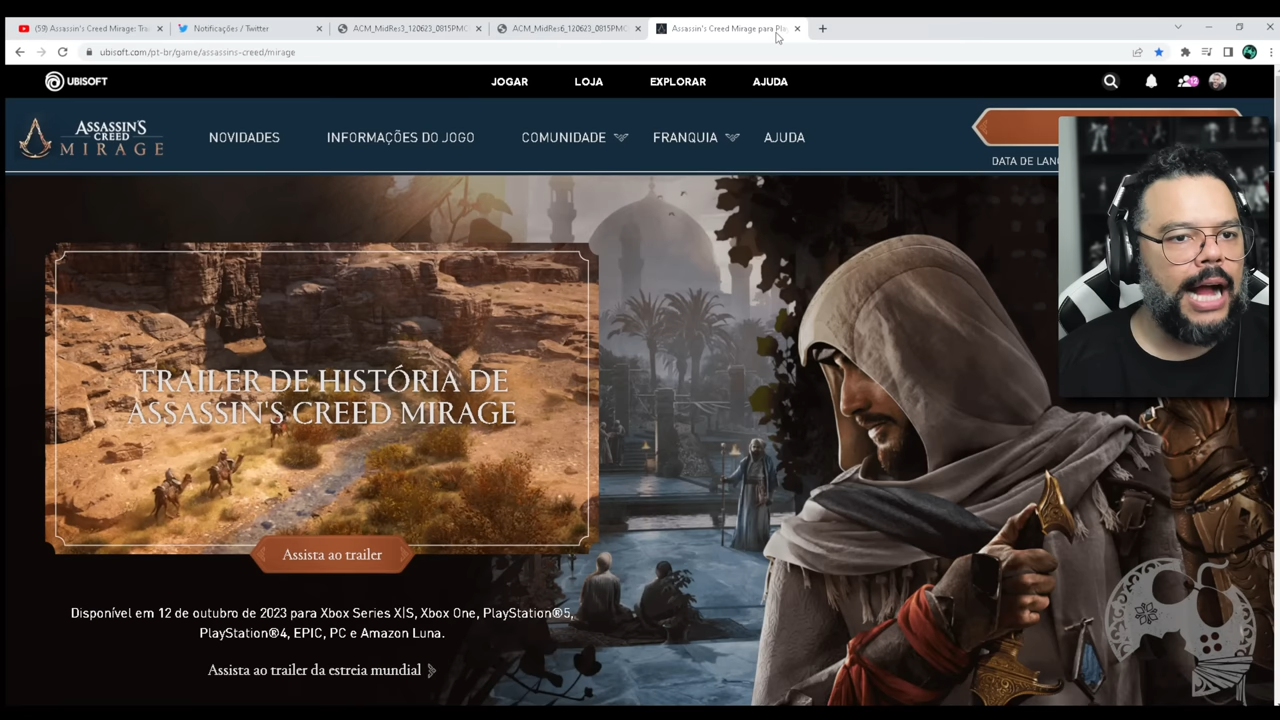 (59) Assassin's Creed Mirage: Tra
Notificações / Twitter
ACM_MidRes3_120623_0815PMC
ACM_MidRes6_120623_0815PMC
Assassin's Creed Mirage para Pla
ubisoft.com/pt-br/game/assassins-creed/mirage
UBISOFT
JOGAR
LOJA
EXPLORAR
AJUDA
12
ASSASSIN'S
CREED
MIRAGE
NOVIDADES
INFORMAÇÕES DO JOGO
COMUNIDADE
FRANQUIA
AJUDA
DATA DE LANÇ
TRAILER DE HISTÓRIA DE
ASSASSIN'S CREED MIRAGE
Assista ao trailer
Disponível em 12 de outubro de 2023 para Xbox Series X|S, Xbox One, PlayStation®5,
PlayStation®4, EPIC, PC e Amazon Luna.
Assista ao trailer da estreia mundial